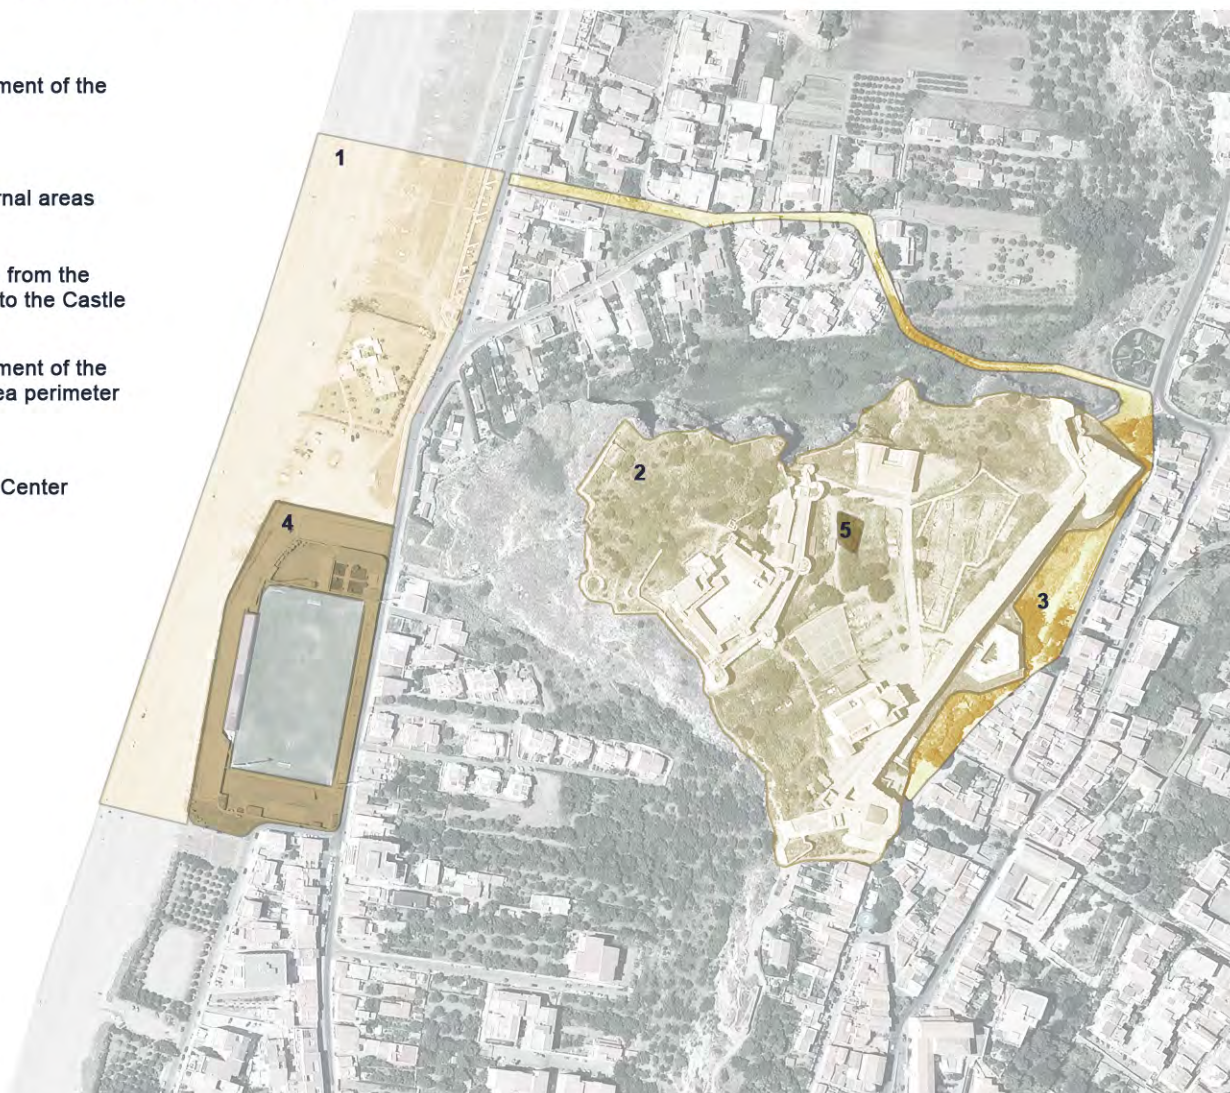 ment of the
rnal areas
from the
to the Castle
ment of the
ea perimeter
Center
1
2
3
4
5